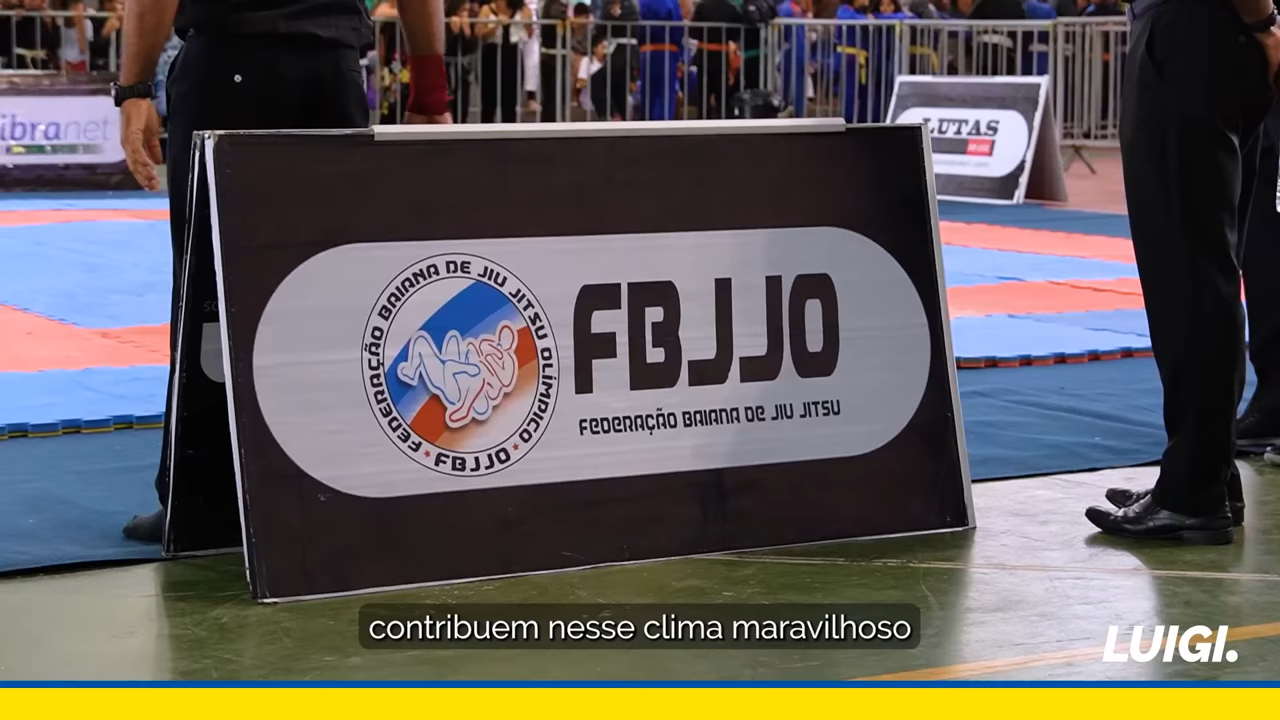 ibranet
LUTAS
FEDERAÇÃO BAIANA DE JIU JITSU OLÍMPICO
FBJJO
FBJJO
FEDERAÇÃO BAIANA DE JIU JITSU
contribuem nesse clima maravilhoso
LUIGI.